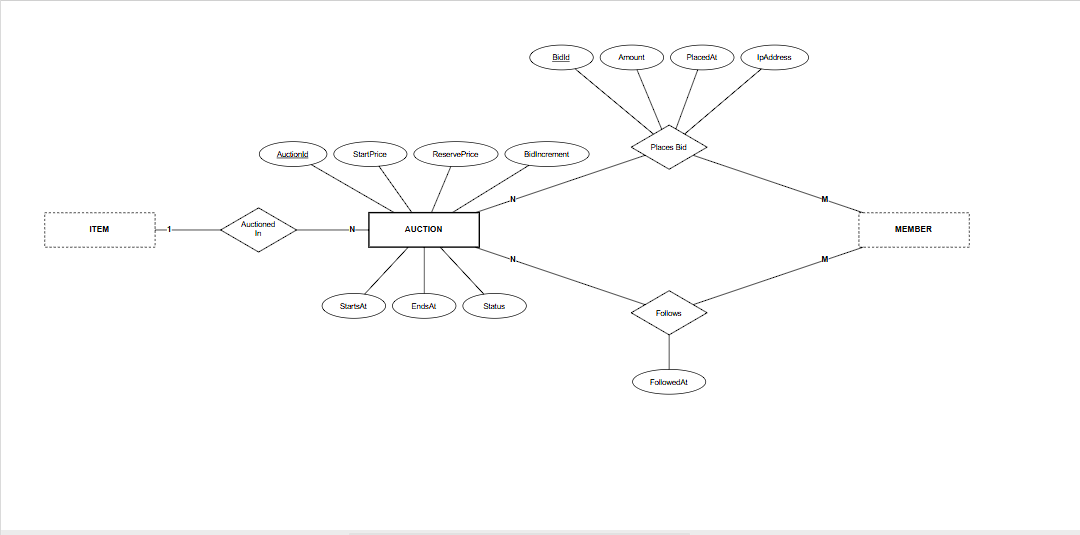 BidId
Amount
PlacedAt
IpAddress
Places Bid
AuctionId
StartPrice
ReservePrice
BidIncrement
N
M
ITEM
1
Auctioned
In
N
AUCTION
MEMBER
N
M
StartsAt
EndsAt
Status
Follows
FollowedAt